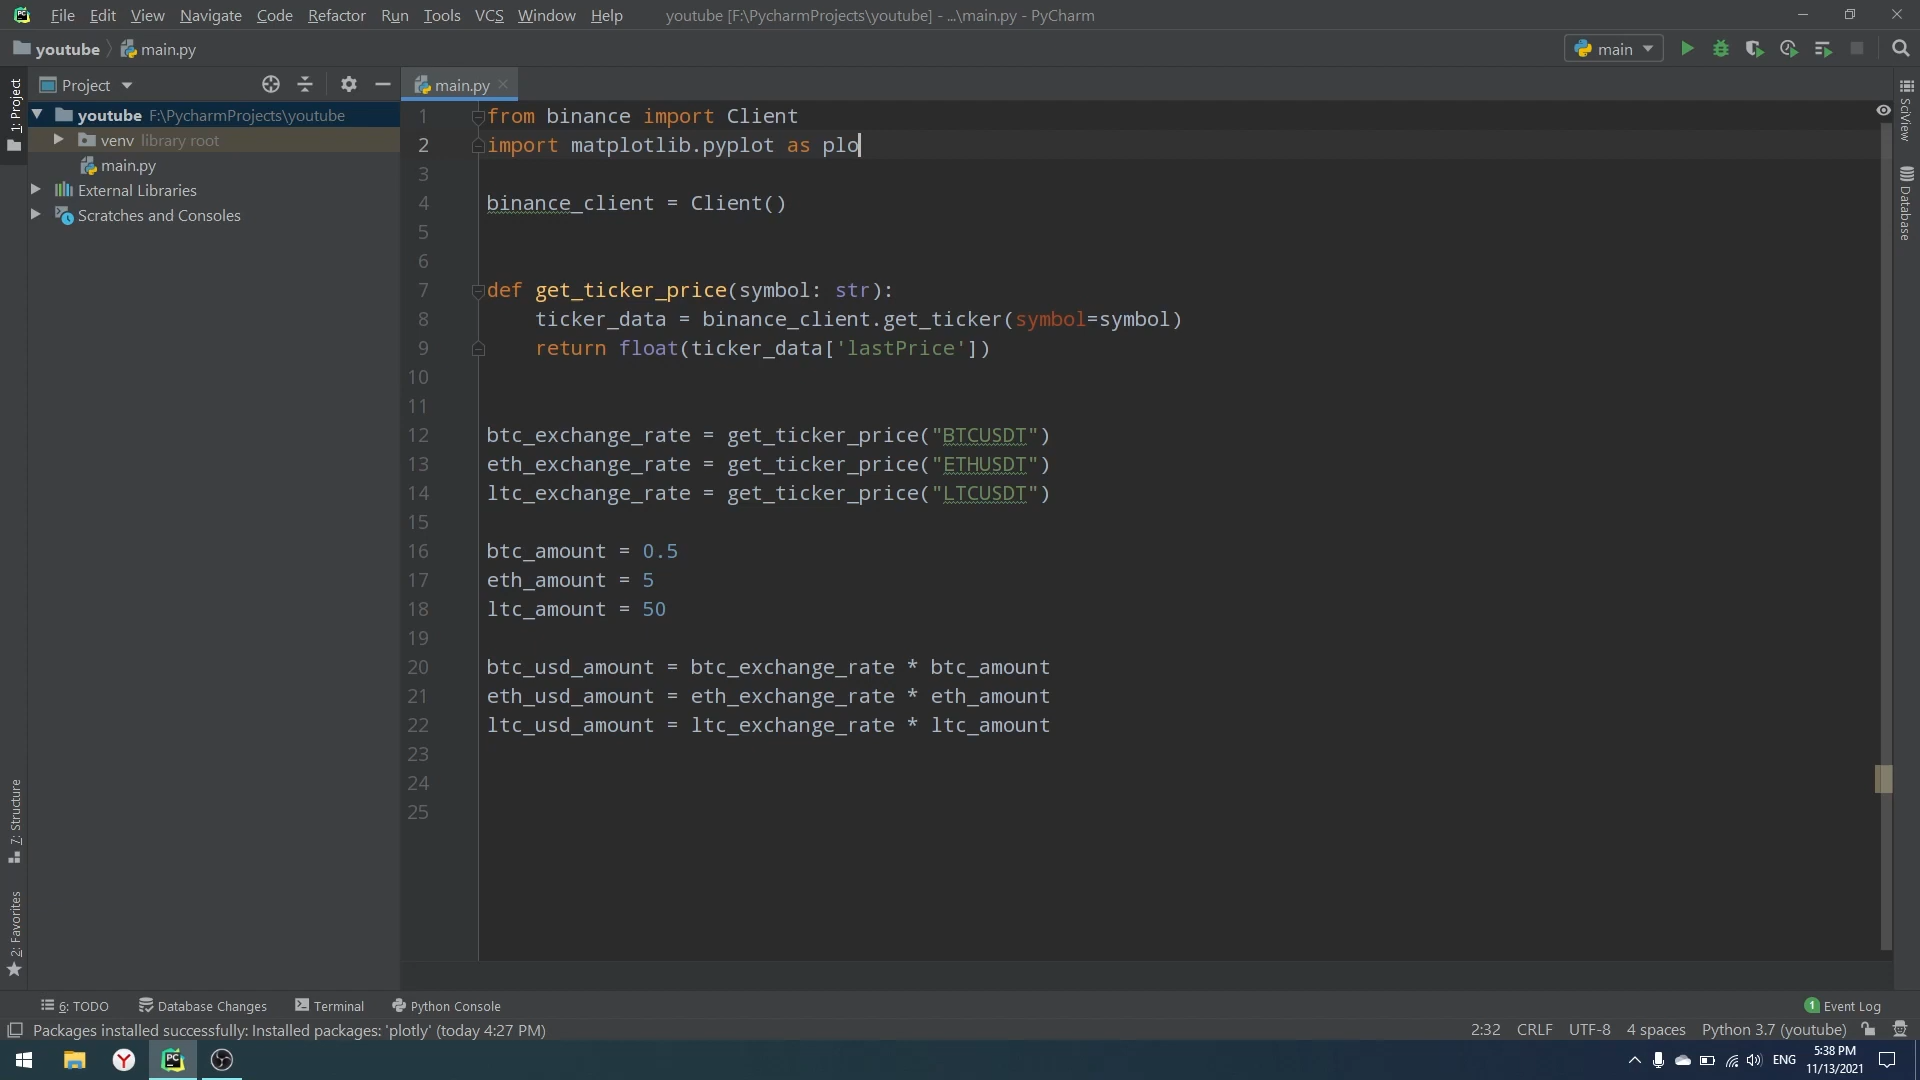 File Edit View Navigate Code Refactor Run Tools VCS Window Help youtube [F:\PycharmProjects\youtube] - ...\main.py - PyCharm
youtube main.py main
1: Project
Project
main.py
youtube F:\PycharmProjects\youtube
venv library root
main.py
External Libraries
Scratches and Consoles
1 from binance import Client
2 import matplotlib.pyplot as plo
3
4 binance_client = Client()
5
6
7 def get_ticker_price(symbol: str):
8 ticker_data = binance_client.get_ticker(symbol=symbol)
9 return float(ticker_data['lastPrice'])
10
11
12 btc_exchange_rate = get_ticker_price("BTCUSDT")
13 eth_exchange_rate = get_ticker_price("ETHUSDT")
14 ltc_exchange_rate = get_ticker_price("LTCUSDT")
15
16 btc_amount = 0.5
17 eth_amount = 5
18 ltc_amount = 50
19
20 btc_usd_amount = btc_exchange_rate * btc_amount
21 eth_usd_amount = eth_exchange_rate * eth_amount
22 ltc_usd_amount = ltc_exchange_rate * ltc_amount
23
24
25
SciView
Database
7: Structure
2: Favorites
6: TODO Database Changes Terminal Python Console 1 Event Log
Packages installed successfully: Installed packages: 'plotly' (today 4:27 PM) 2:32 CRLF UTF-8 4 spaces Python 3.7 (youtube)
Y PC ENG
5:38 PM
11/13/2021